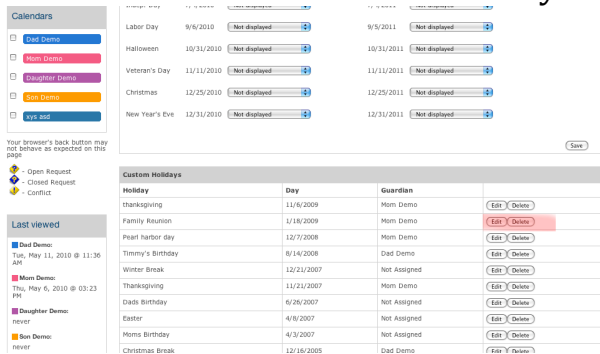 Calendars
Dad Demo
Mom Demo
Daughter Demo
Son Demo
xys asd
Your browser's back button may
not behave as expected on this
page
- Open Request
- Closed Request
- Conflict
Last viewed
Dad Demo:
Tue, May 11, 2010 @ 11:36
AM
Mom Demo:
Thu, May 6, 2010 @ 03:23
PM
Daughter Demo:
never
Son Demo:
never
Labor Day 9/6/2010 Not displayed 9/5/2011 Not displayed
Halloween 10/31/2010 Not displayed 10/31/2011 Not displayed
Veteran's Day 11/11/2010 Not displayed 11/11/2011 Not displayed
Christmas 12/25/2010 Not displayed 12/25/2011 Not displayed
New Year's Eve 12/31/2010 Not displayed 12/31/2011 Not displayed
Save
Custom Holidays
Holiday Day Guardian
thanksgiving 11/6/2009 Mom Demo Edit Delete
Family Reunion 1/18/2009 Mom Demo Edit Delete
Pearl harbor day 12/7/2008 Mom Demo Edit Delete
Timmy's Birthday 8/14/2008 Dad Demo Edit Delete
Winter Break 12/21/2007 Not Assigned Edit Delete
Thanksgiving 11/21/2007 Mom Demo Edit Delete
Dads Birthday 6/26/2007 Not Assigned Edit Delete
Easter 4/8/2007 Not Assigned Edit Delete
Moms Birthday 4/3/2007 Not Assigned Edit Delete
Christmas Break 12/16/2005 Dad Demo Edit Delete